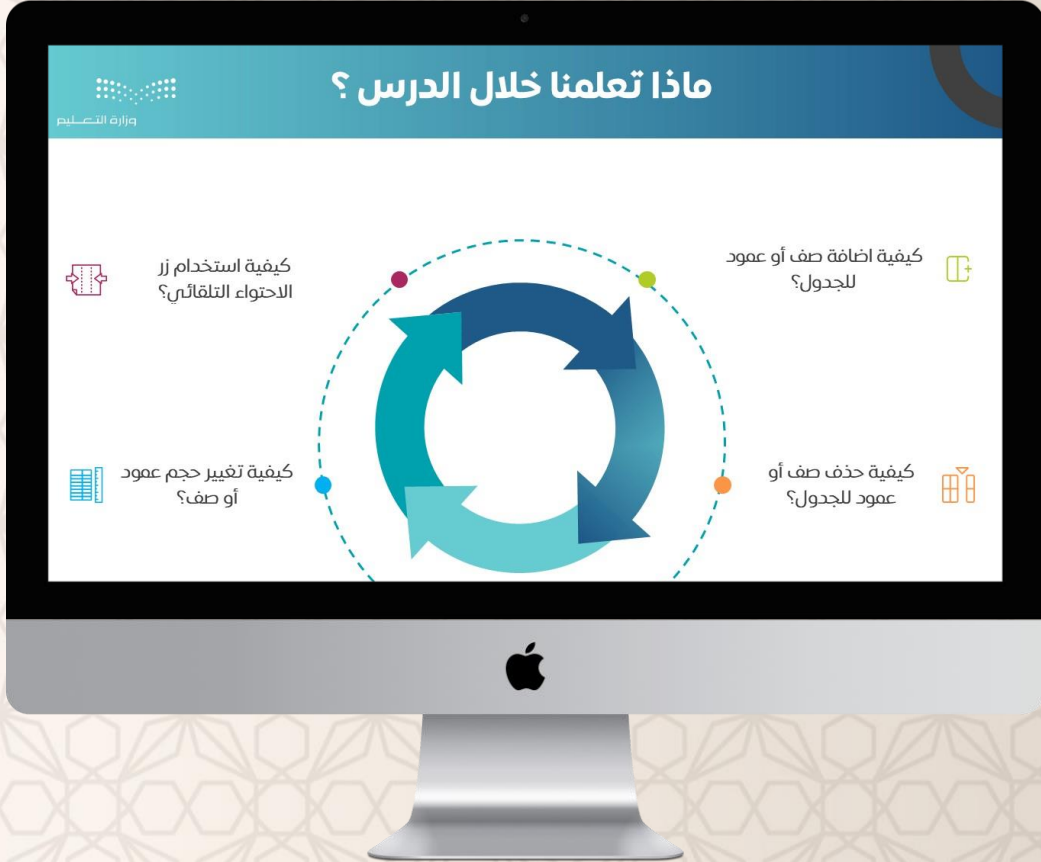 ماذا تعلمنا خلال الدرس ؟
وزارة التعـــليم
كيفية اضافة صف أو عمود
للجدول؟
كيفية استخدام زر
الاحتواء التلقائي؟
كيفية حذف صف أو
عمود للجدول؟
كيفية تغيير حجم عمود
أو صف؟